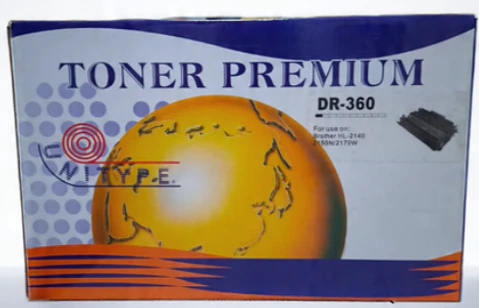 TONER PREMIUM
DR-360
For use on:
Brother HL-2140
2150N/2170W
UNITYPE